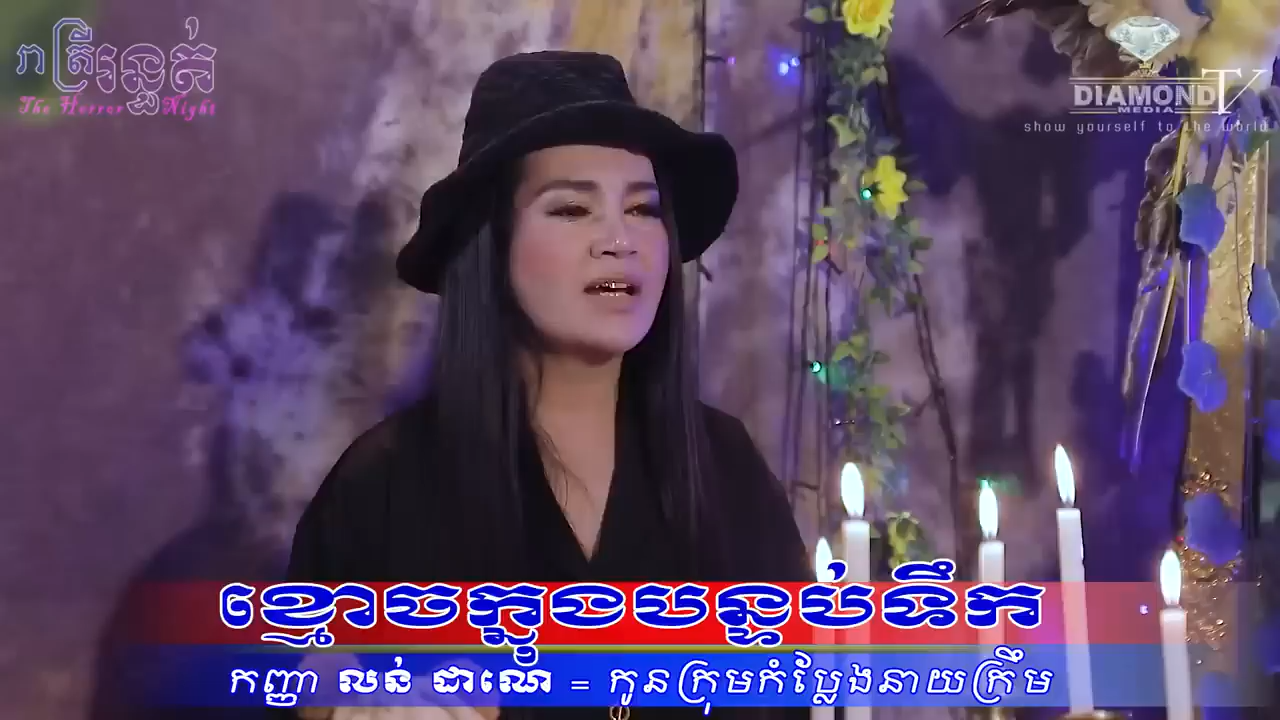 រាត្រីរន្ធត់
The Horror Night
DIAMOND TV
MEDIA
show yourself to the world
ខ្មោចក្នុងបន្ទប់ទឹក
កញ្ញា លន់ ដាណេ = កូនក្រុមកំប្លែងនាយក្រឹម